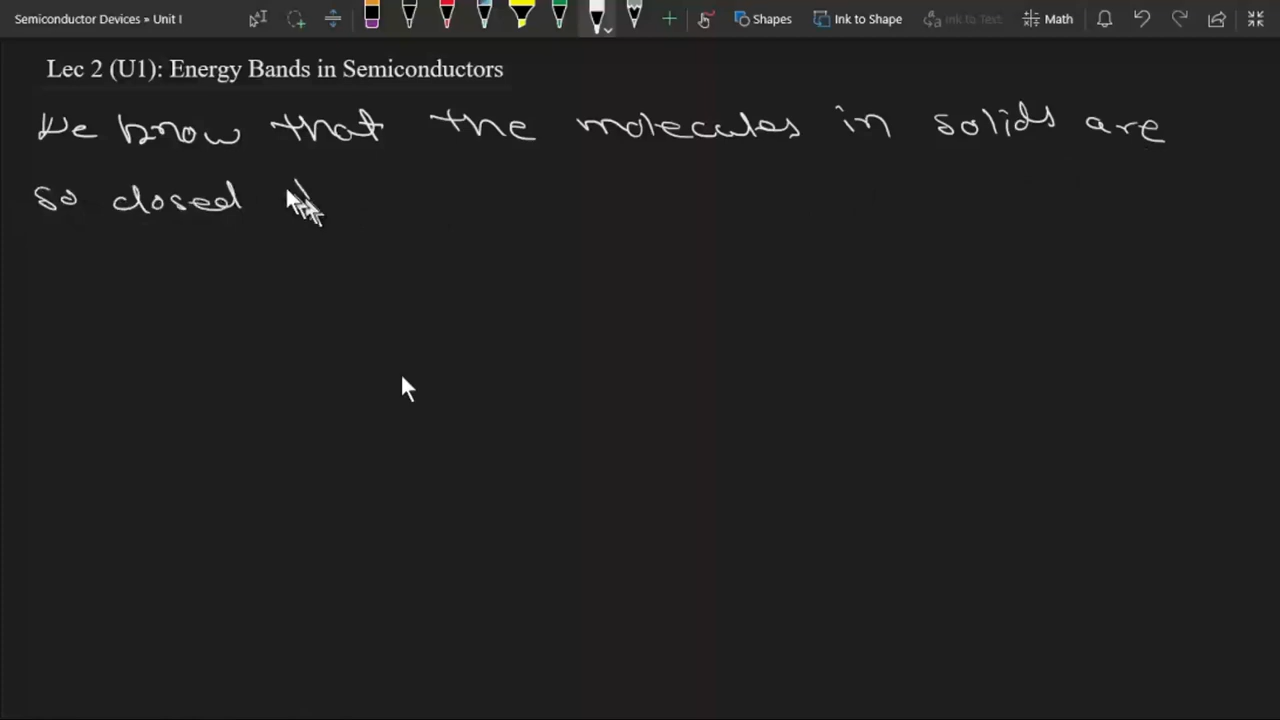 Semiconductor Devices » Unit I
Shapes
Ink to Shape
Ink to Text
Math
Lec 2 (U1): Energy Bands in Semiconductors
We know that the molecules in solids are
so closed